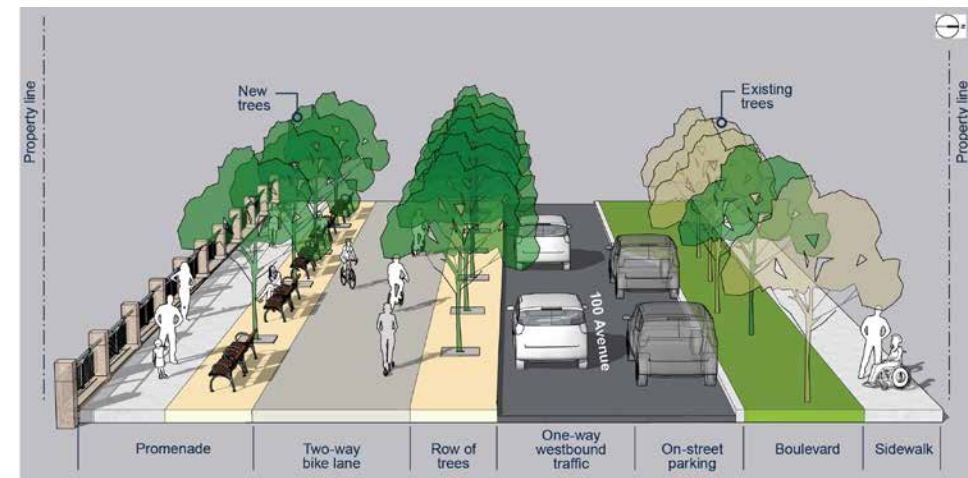 Property line
New
trees
Existing
trees
Property line
100 Avenue
Promenade
Two-way
bike lane
Row of
trees
One-way
westbound
traffic
On-street
parking
Boulevard
Sidewalk